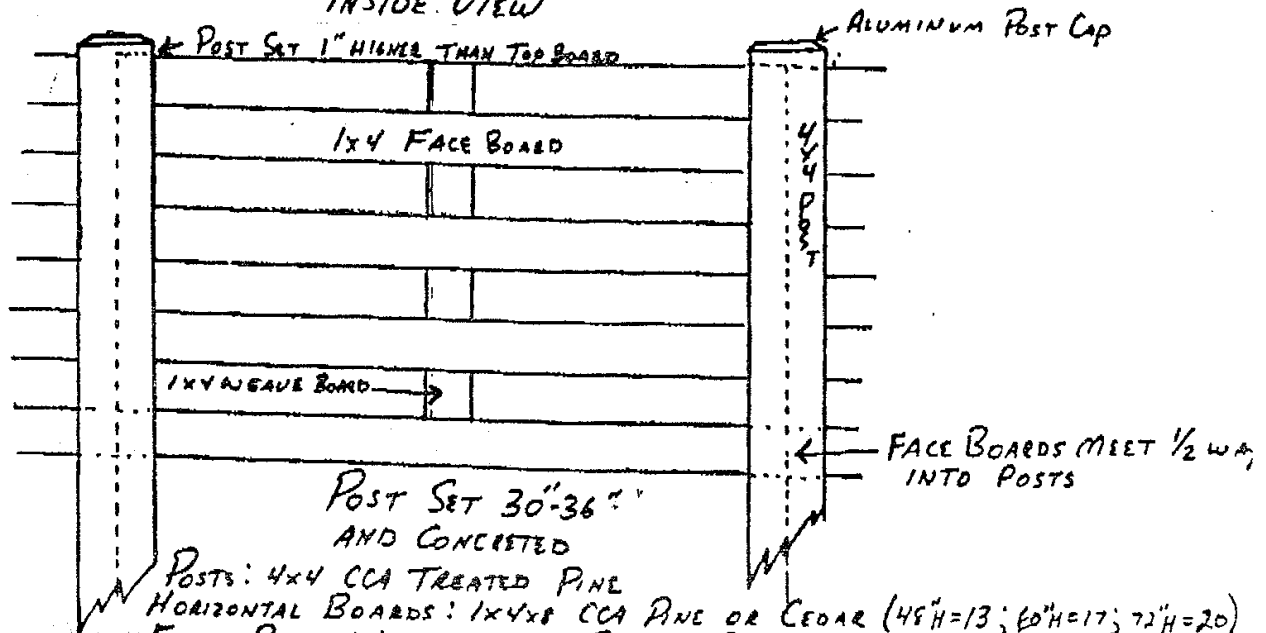 INSIDE VIEW
ALUMINUM POST CAP
POST SET 1" HIGHER THAN TOP BOARD
1x4 FACE BOARD
4x4 POST
1x4 WEAVE BOARD
FACE BOARDS MEET 1/2 WA
INTO POSTS
POST SET 30"-36"
AND CONCRETED
POSTS: 4x4 CCA TREATED PINE
HORIZONTAL BOARDS: 1x4x8 CCA PINE OR CEDAR (48"H=13; 60"H=17; 72"H=20)